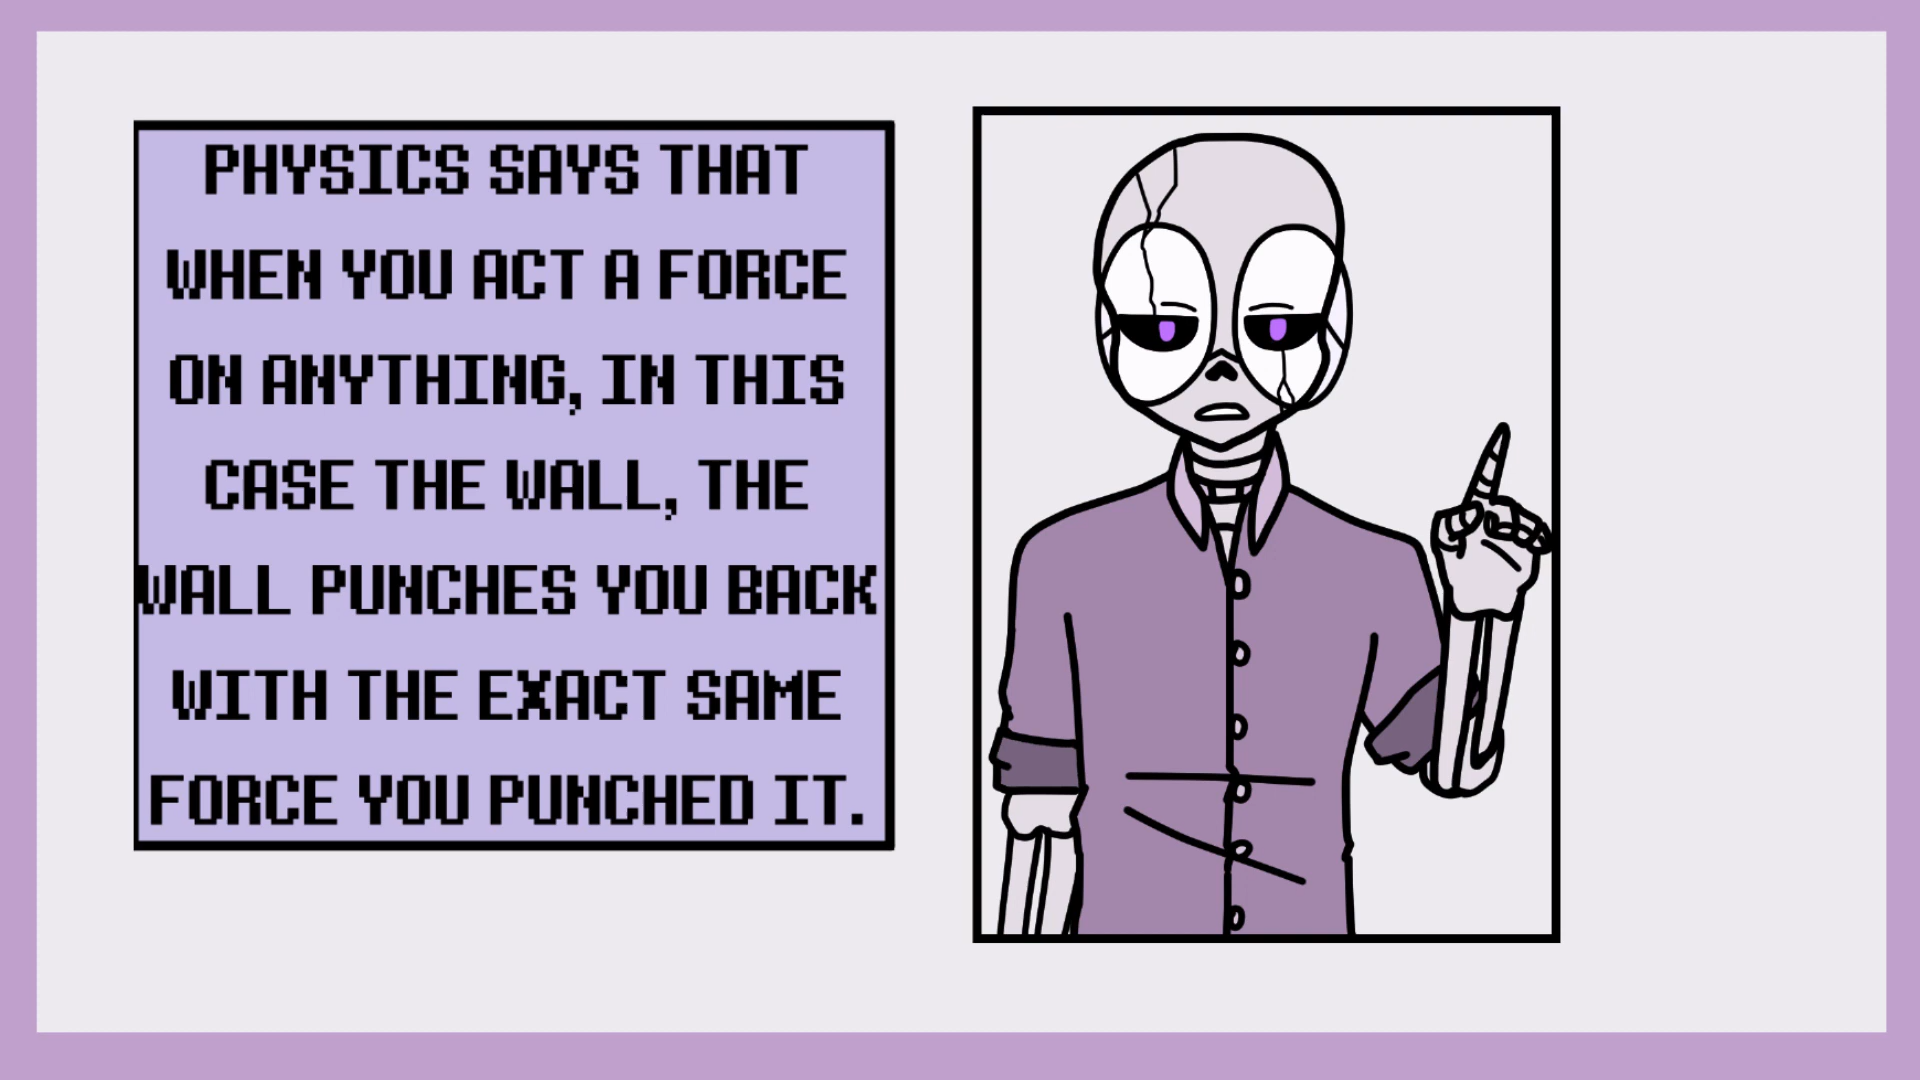 PHYSICS SAYS THAT
WHEN YOU ACT A FORCE
ON ANYTHING, IN THIS
CASE THE WALL, THE
WALL PUNCHES YOU BACK
WITH THE EXACT SAME
FORCE YOU PUNCHED IT.